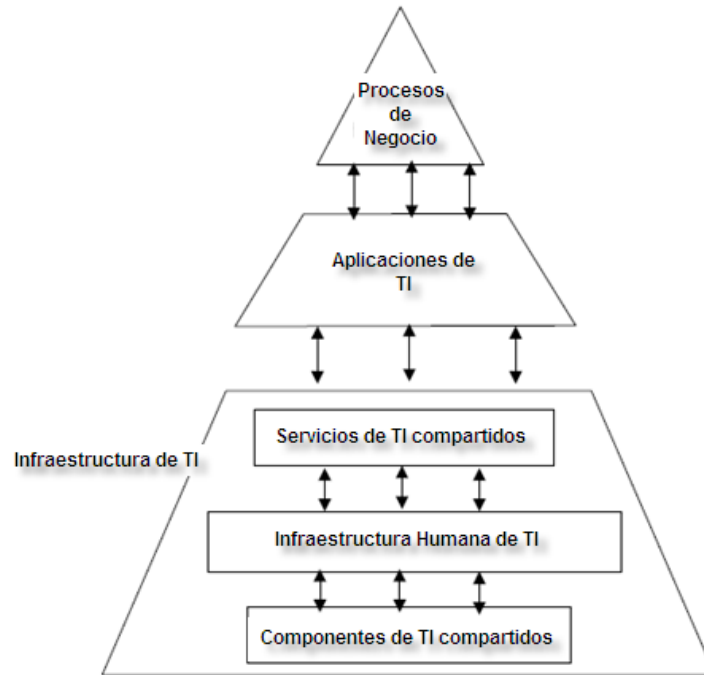 Procesos
de
Negocio
Aplicaciones de
TI
Servicios de TI compartidos
Infraestructura de TI
Infraestructura Humana de TI
Componentes de TI compartidos